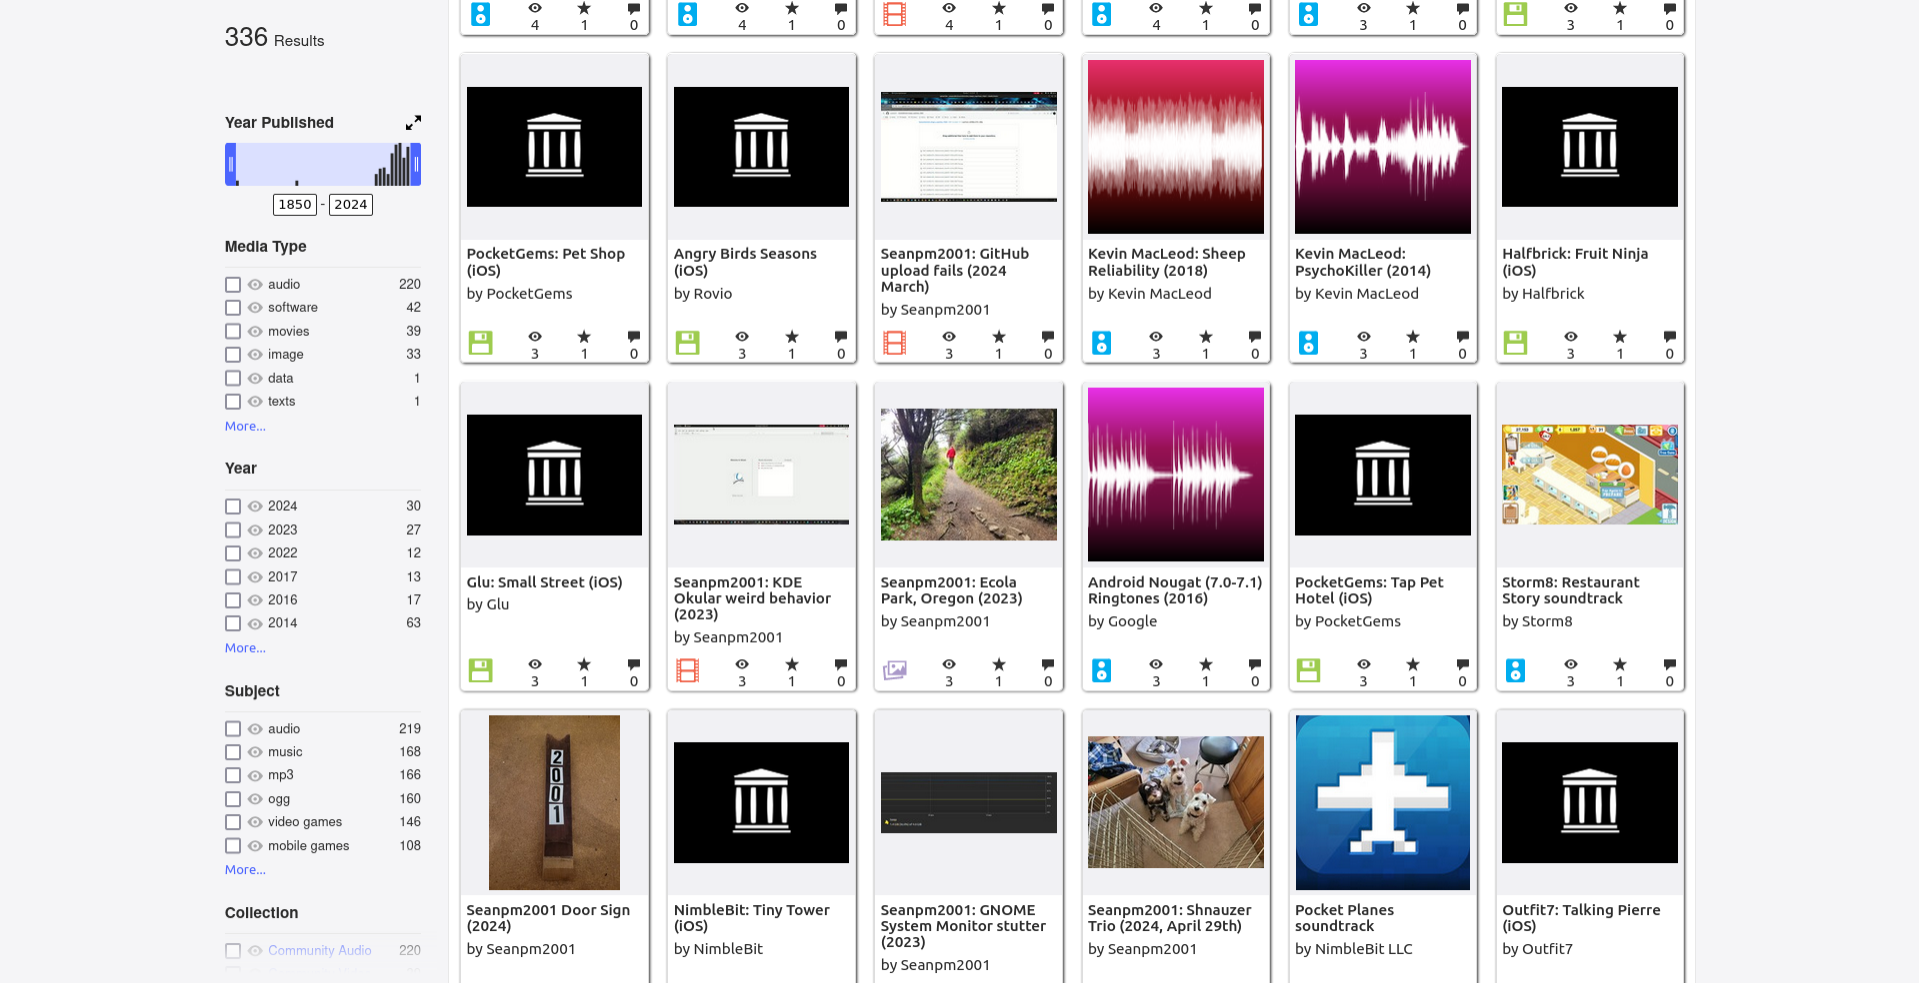 336 Results
Year Published
1850 - 2024
Media Type
audio 220
software 42
movies 39
image 33
data 1
texts 1
More...
Year
2024 30
2023 27
2022 12
2017 13
2016 17
2014 63
More...
Subject
audio 219
music 168
mp3 166
ogg 160
video games 146
mobile games 108
More...
Collection
Community Audio 220
4 1 0
4 1 0
4 1 0
4 1 0
3 1 0
3 1 0
PocketGems: Pet Shop
(iOS)
by PocketGems
3 1 0
Angry Birds Seasons
(iOS)
by Rovio
3 1 0
Seanpm2001: GitHub
upload fails (2024
March)
by Seanpm2001
3 1 0
Kevin MacLeod: Sheep
Reliability (2018)
by Kevin MacLeod
3 1 0
Kevin MacLeod:
PsychoKiller (2014)
by Kevin MacLeod
3 1 0
Halfbrick: Fruit Ninja
(iOS)
by Halfbrick
3 1 0
Glu: Small Street (iOS)
by Glu
3 1 0
Seanpm2001: KDE
Okular weird behavior
(2023)
by Seanpm2001
3 1 0
Seanpm2001: Ecola
Park, Oregon (2023)
by Seanpm2001
3 1 0
Android Nougat (7.0-7.1)
Ringtones (2016)
by Google
3 1 0
PocketGems: Tap Pet
Hotel (iOS)
by PocketGems
3 1 0
Storm8: Restaurant
Story soundtrack
by Storm8
3 1 0
2001
Seanpm2001 Door Sign
(2024)
by Seanpm2001
NimbleBit: Tiny Tower
(iOS)
by NimbleBit
Seanpm2001: GNOME
System Monitor stutter
(2023)
by Seanpm2001
Seanpm2001: Shnauzer
Trio (2024, April 29th)
by Seanpm2001
Pocket Planes
soundtrack
by NimbleBit LLC
Outfit7: Talking Pierre
(iOS)
by Outfit7